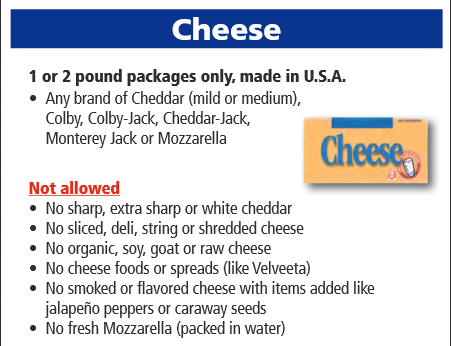 Cheese
1 or 2 pound packages only, made in U.S.A.
• Any brand of Cheddar (mild or medium),
Colby, Colby-Jack, Cheddar-Jack,
Monterey Jack or Mozzarella
Cheese
Not allowed
• No sharp, extra sharp or white cheddar
• No sliced, deli, string or shredded cheese
• No organic, soy, goat or raw cheese
• No cheese foods or spreads (like Velveeta)
• No smoked or flavored cheese with items added like
jalapeño peppers or caraway seeds
• No fresh Mozzarella (packed in water)